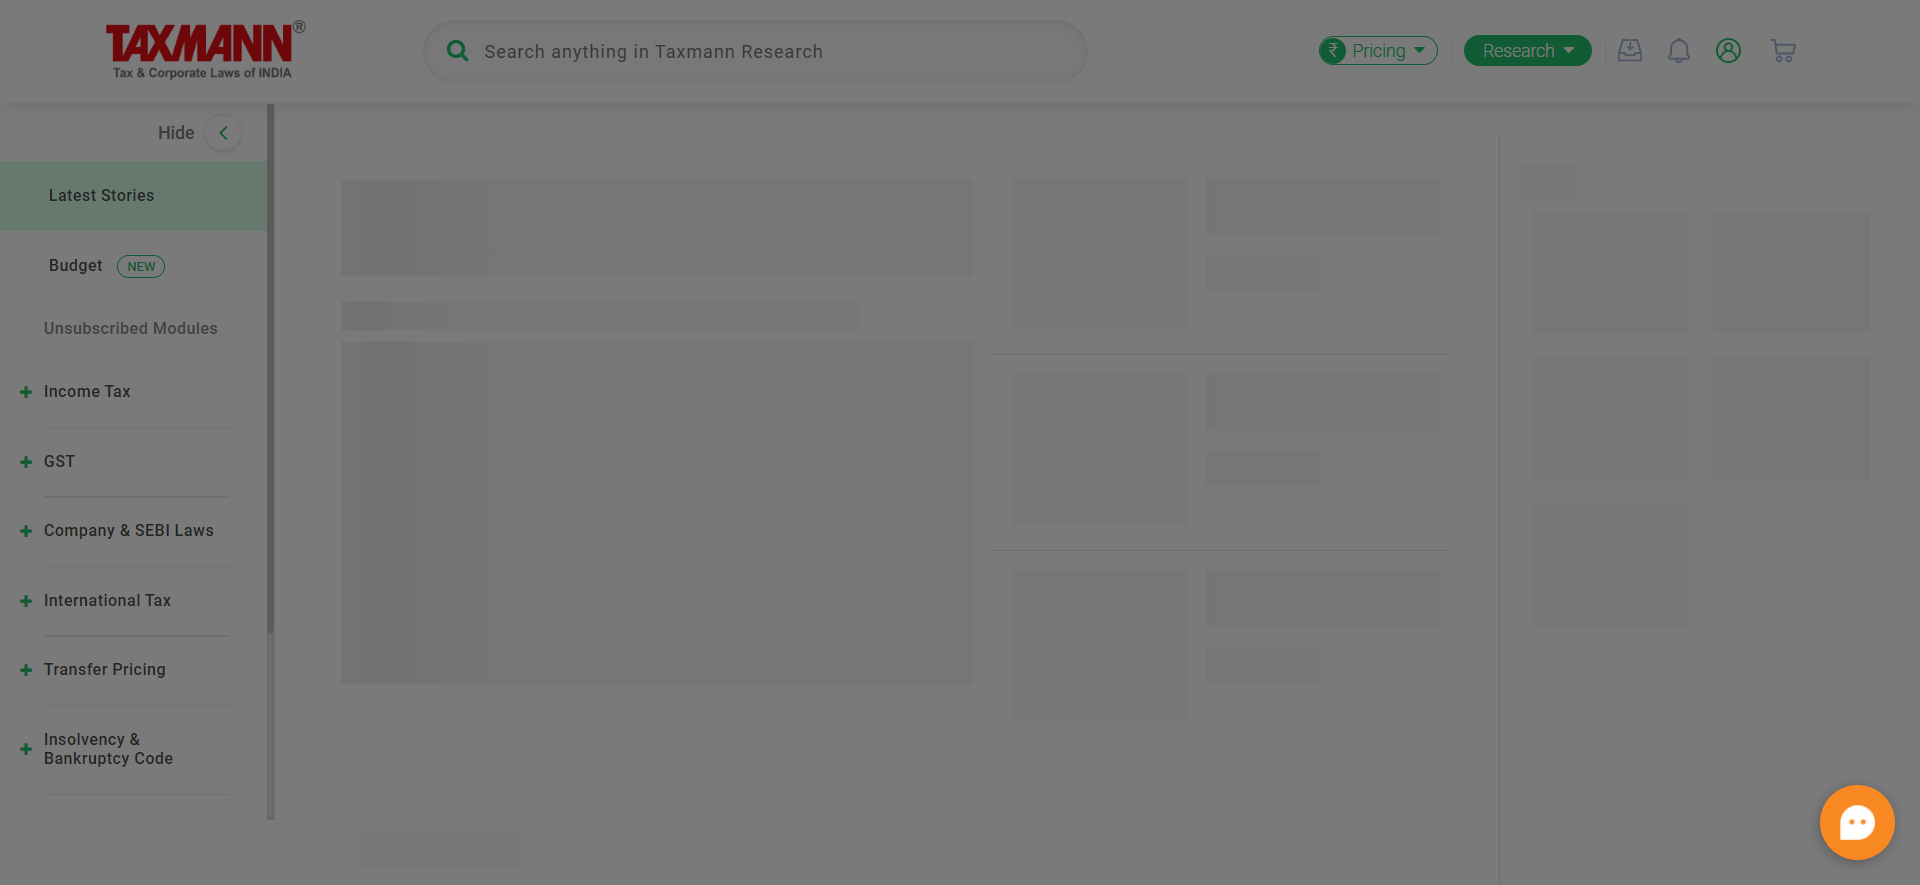 TAXMANN®
Tax & Corporate Laws of INDIA
Search anything in Taxmann Research
₹ Pricing
Research
Hide
Latest Stories
Budget NEW
Unsubscribed Modules
Income Tax
GST
Company & SEBI Laws
International Tax
Transfer Pricing
Insolvency &
Bankruptcy Code